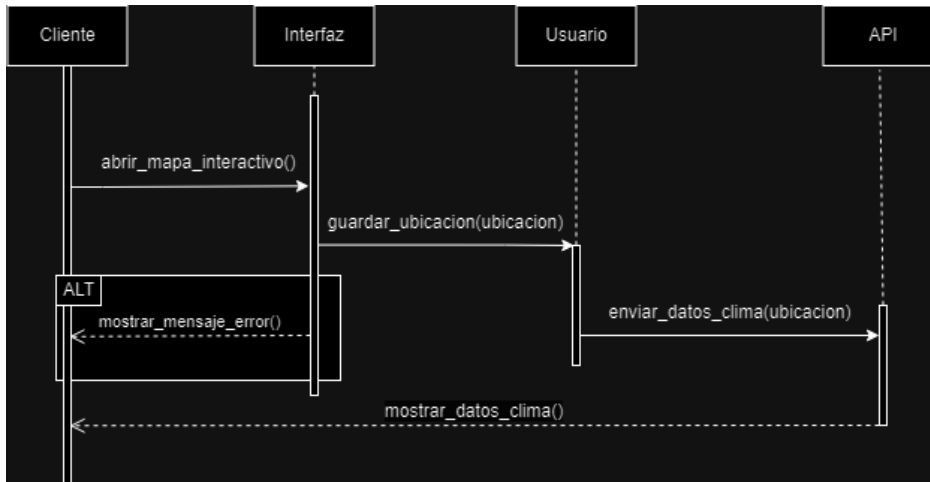 Cliente
Interfaz
Usuario
API
abrir_mapa_interactivo()
guardar_ubicacion(ubicacion)
ALT
enviar_datos_clima(ubicacion)
mostrar_mensaje_error()
mostrar_datos_clima()